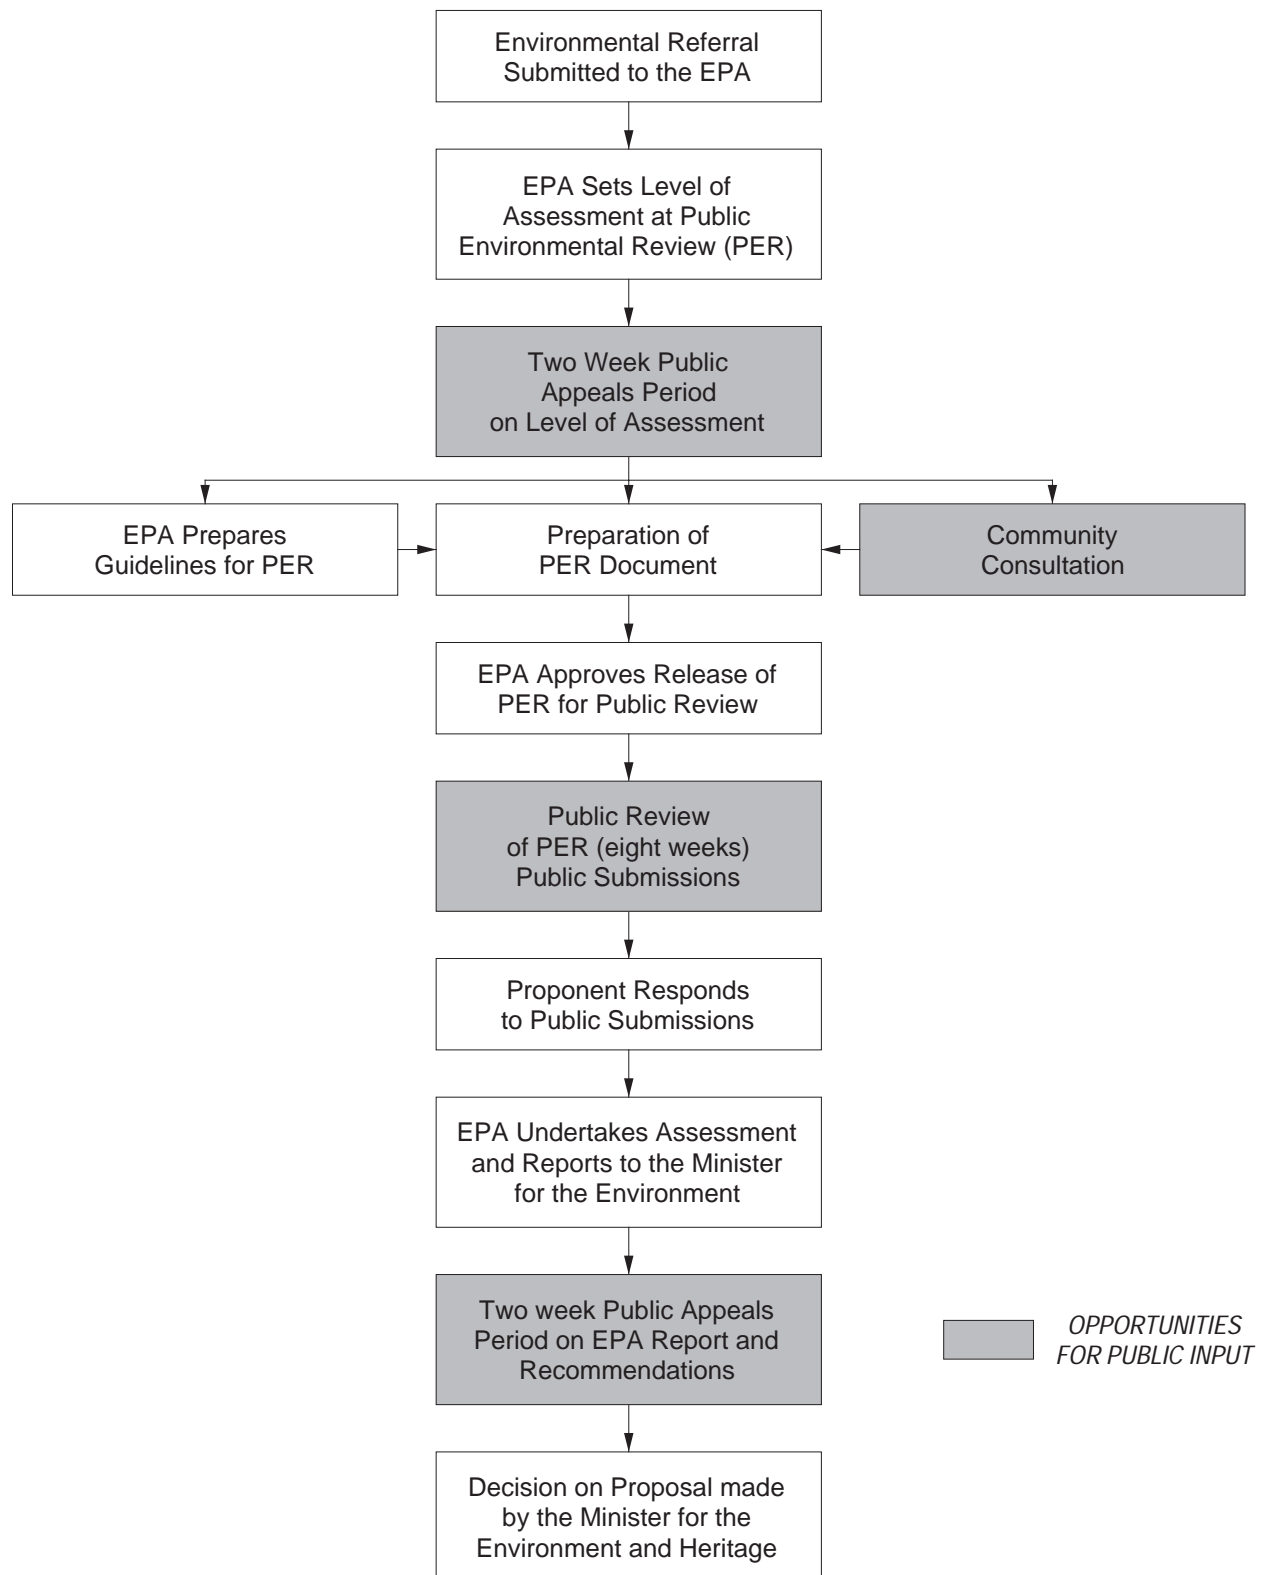 Environmental Referral
Submitted to the EPA
EPA Sets Level of
Assessment at Public
Environmental Review (PER)
Two Week Public
Appeals Period
on Level of Assessment
EPA Prepares
Guidelines for PER
Preparation of
PER Document
Community
Consultation
EPA Approves Release of
PER for Public Review
Public Review
of PER (eight weeks)
Public Submissions
Proponent Responds
to Public Submissions
EPA Undertakes Assessment
and Reports to the Minister
for the Environment
Two week Public Appeals
Period on EPA Report and
Recommendations
OPPORTUNITIES
FOR PUBLIC INPUT
Decision on Proposal made
by the Minister for the
Environment and Heritage